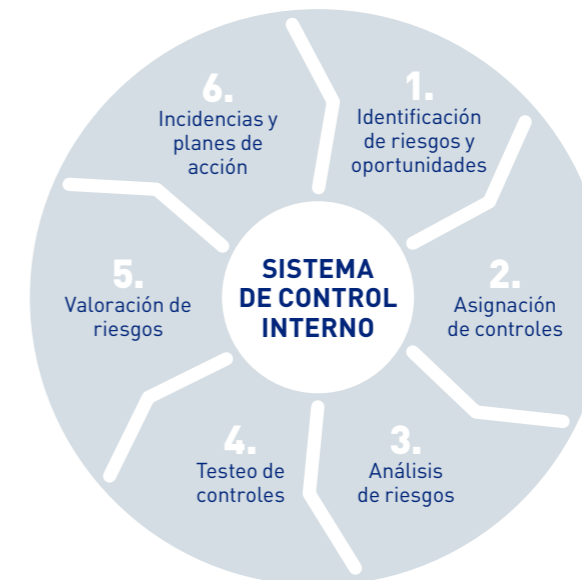 SISTEMA
DE CONTROL
INTERNO
1.
Identificación
de riesgos y
oportunidades
2.
Asignación
de controles
3.
Análisis
de riesgos
4.
Testeo de
controles
5.
Valoración de
riesgos
6.
Incidencias y
planes de
acción